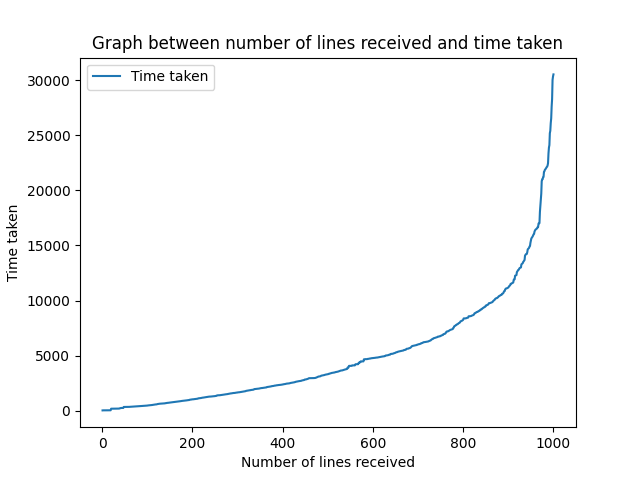 Graph between number of lines received and time taken
Time taken
30000
25000
20000
15000
10000
5000
0
Time taken
0 200 400 600 800 1000
Number of lines received